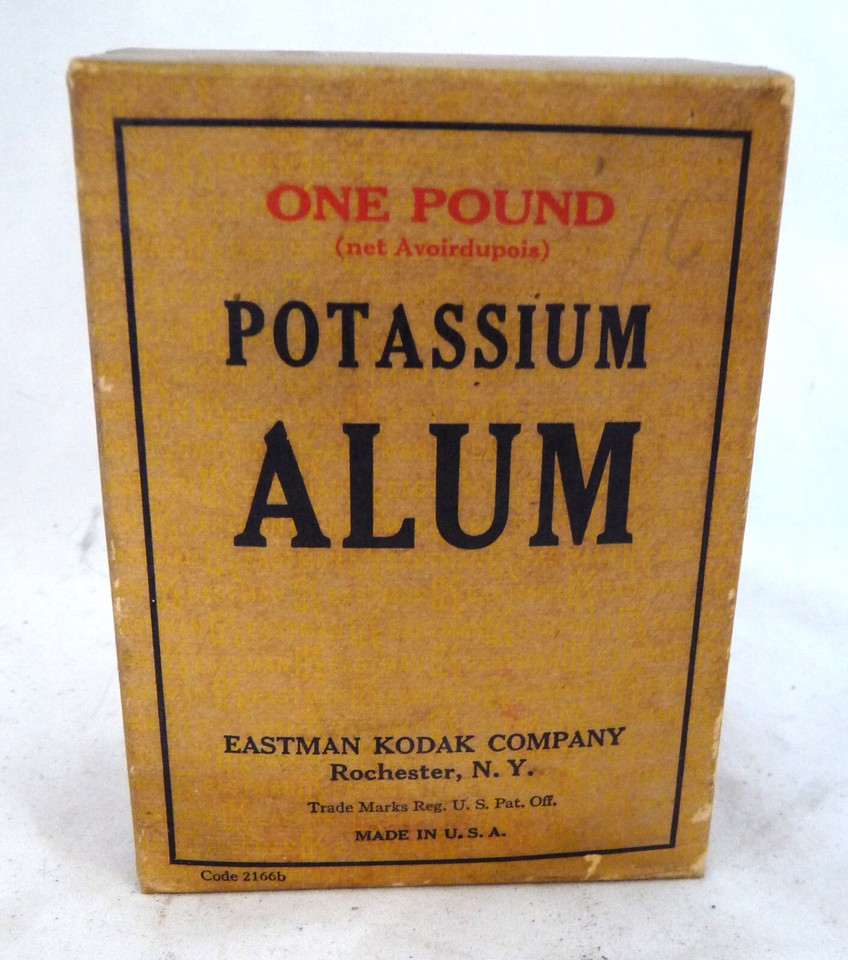 ONE POUND
(net Avoirdupois)
POTASSIUM
ALUM
EASTMAN KODAK COMPANY
Rochester, N. Y.
Trade Marks Reg. U. S. Pat. Off.
MADE IN U. S. A.
Code 2166b